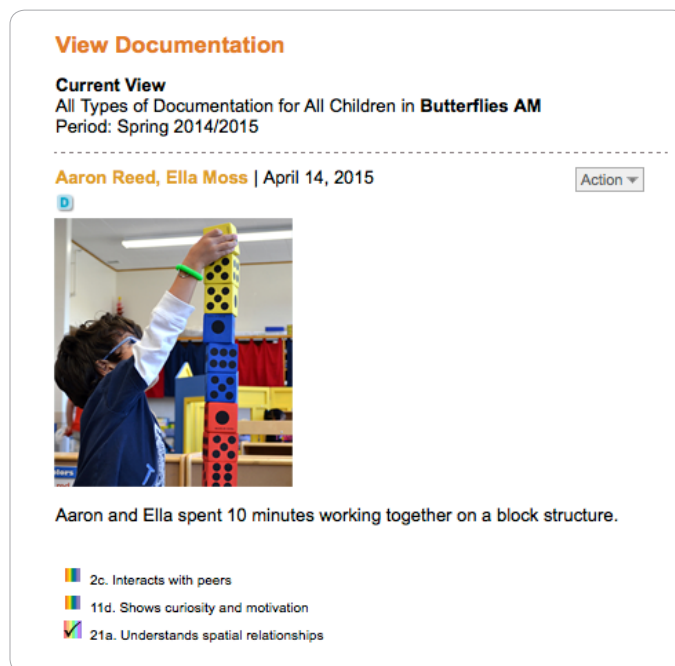 View Documentation
Current View
All Types of Documentation for All Children in Butterflies AM
Period: Spring 2014/2015
Aaron Reed, Ella Moss | April 14, 2015
Action
D
Aaron and Ella spent 10 minutes working together on a block structure.
2c. Interacts with peers
11d. Shows curiosity and motivation
21a. Understands spatial relationships